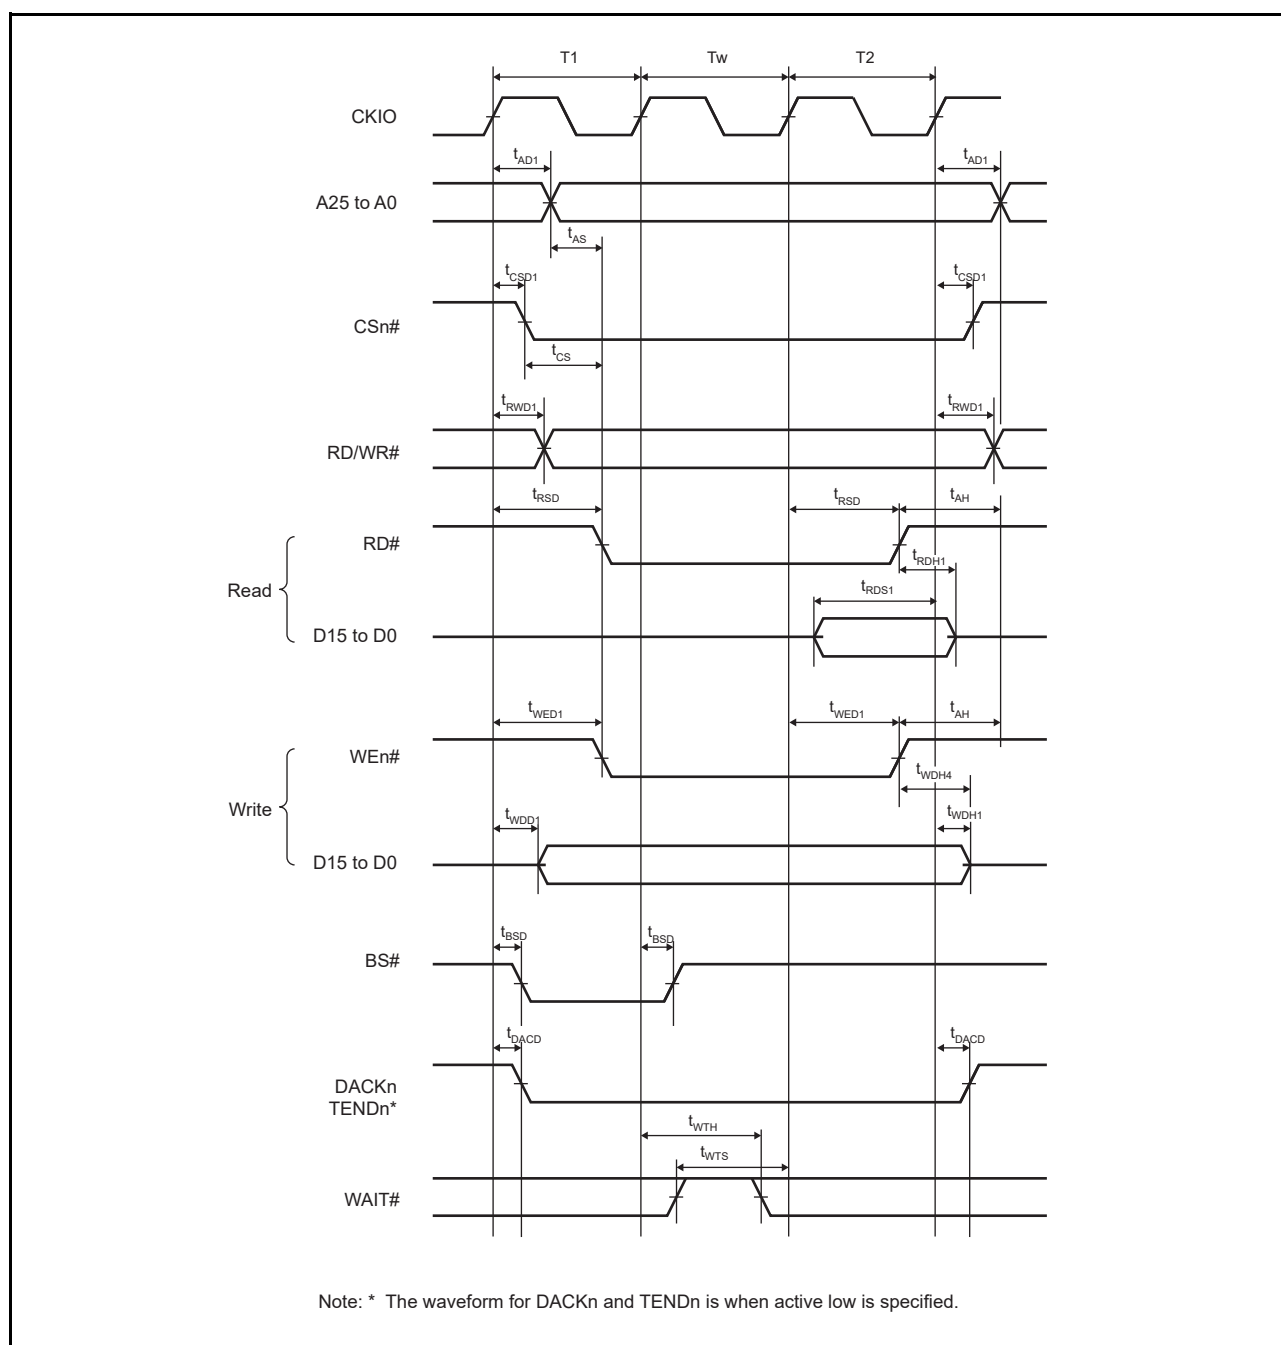 T1 Tw T2
CKIO
tAD1 tAD1
A25 to A0
tAS
tCSD1 tCSD1
CSn#
tCS
tRWD1 tRWD1
RD/WR#
tRSD tRSD tAH
RD#
tRDH1
Read
tRDS1
D15 to D0
tWED1 tWED1 tAH
WEn#
tWDH4
Write
tWDD1 tWDH1
D15 to D0
tBSD tBSD
BS#
tDACD tDACD
DACKn
TENDn*
tWTH
tWTS
WAIT#
Note: * The waveform for DACKn and TENDn is when active low is specified.